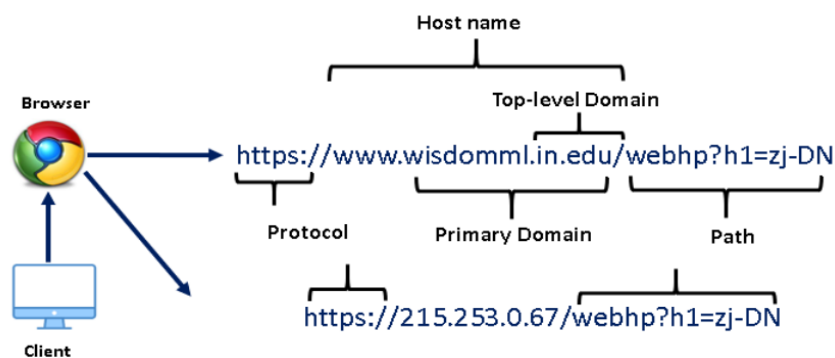 Host name
Browser
Top-level Domain
https://www.wisdomml.in.edu/webhp?h1=zj-DN
Protocol
Primary Domain
Path
https://215.253.0.67/webhp?h1=zj-DN
Client